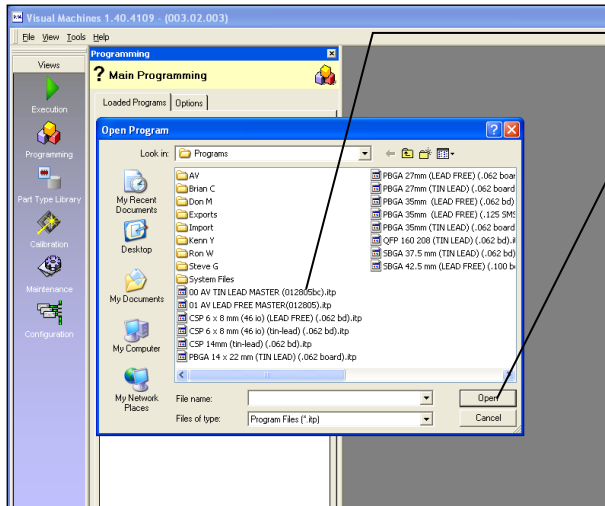 Visual Machines 1.40.4109 - (003.02.003)
File View Tools Help
Views
Execution
Programming
Part Type Library
Calibration
Maintenance
Configuration
Programming
? Main Programming
Loaded Programs Options
Open Program
Look in: Programs
My Recent
Documents
Desktop
My Documents
My Computer
My Network
Places
AV
Brian C
Don M
Exports
Import
Kenn Y
Ron W
Steve G
System Files
00 AV TIN LEAD MASTER (012805bc).itp
01 AV LEAD FREE MASTER(012805).itp
CSP 6 x 8 mm (46 io) (LEAD FREE) (.062 bd).itp
CSP 6 x 8 mm (46 io) (tin-lead) (.062 bd).itp
CSP 14mm (tin-lead) (.062 bd).itp
PBGA 14 x 22 mm (TIN LEAD) (.062 board).itp
PBGA 27mm (LEAD FREE) (.062 boar
PBGA 27mm (TIN LEAD) (.062 board
PBGA 35mm (LEAD FREE) (.062 bd)
PBGA 35mm (LEAD FREE) (.125 SMS
PBGA 35mm (TIN LEAD) (.062 board
QFP 160 208 (TIN LEAD) (.062 bd).it
SBGA 37.5 mm (TIN LEAD) (.062 bd)
SBGA 42.5 mm (LEAD FREE) (.100 b
File name:
Open
Files of type: Program Files (*.itp)
Cancel